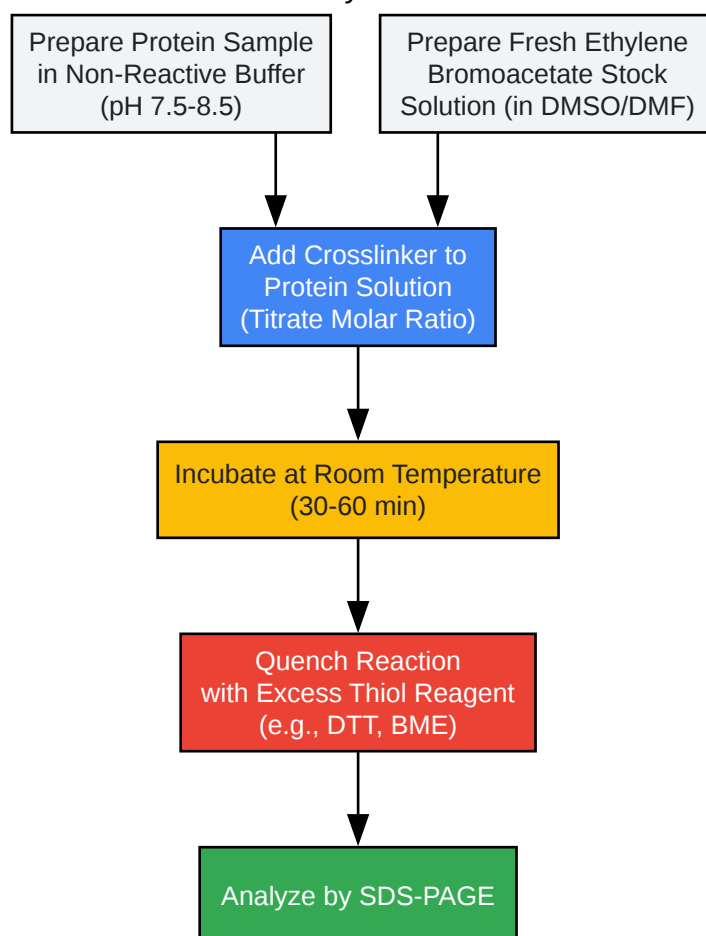 Prepare Protein Sample
in Non-Reactive Buffer
(pH 7.5-8.5)
Prepare Fresh Ethylene
Bromoacetate Stock
Solution (in DMSO/DMF)
Add Crosslinker to
Protein Solution
(Titrate Molar Ratio)
Incubate at Room Temperature
(30-60 min)
Quench Reaction
with Excess Thiol Reagent
(e.g., DTT, BME)
Analyze by SDS-PAGE